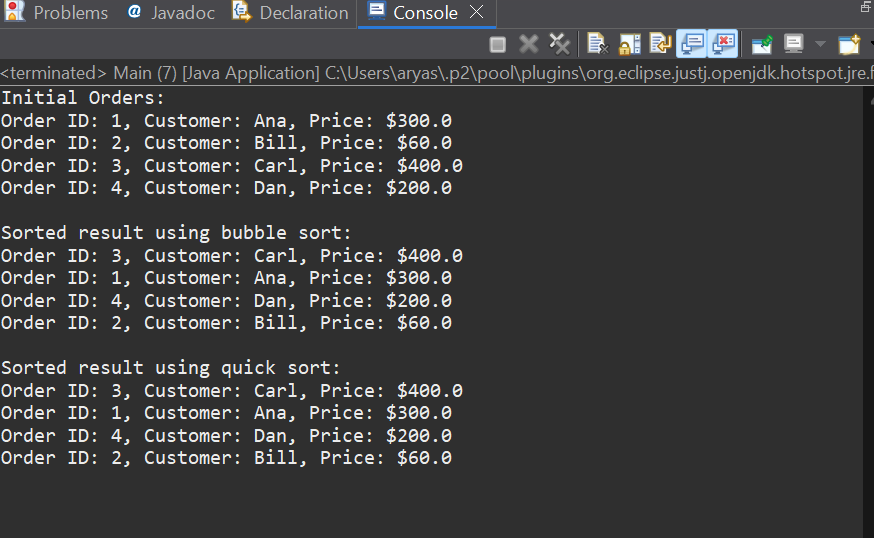 Problems Javadoc Declaration Console
<terminated> Main (7) [Java Application] C:\Users\aryas\.p2\pool\plugins\org.eclipse.justj.openjdk.hotspot.jre.f
Initial Orders:
Order ID: 1, Customer: Ana, Price: $300.0
Order ID: 2, Customer: Bill, Price: $60.0
Order ID: 3, Customer: Carl, Price: $400.0
Order ID: 4, Customer: Dan, Price: $200.0
Sorted result using bubble sort:
Order ID: 3, Customer: Carl, Price: $400.0
Order ID: 1, Customer: Ana, Price: $300.0
Order ID: 4, Customer: Dan, Price: $200.0
Order ID: 2, Customer: Bill, Price: $60.0
Sorted result using quick sort:
Order ID: 3, Customer: Carl, Price: $400.0
Order ID: 1, Customer: Ana, Price: $300.0
Order ID: 4, Customer: Dan, Price: $200.0
Order ID: 2, Customer: Bill, Price: $60.0